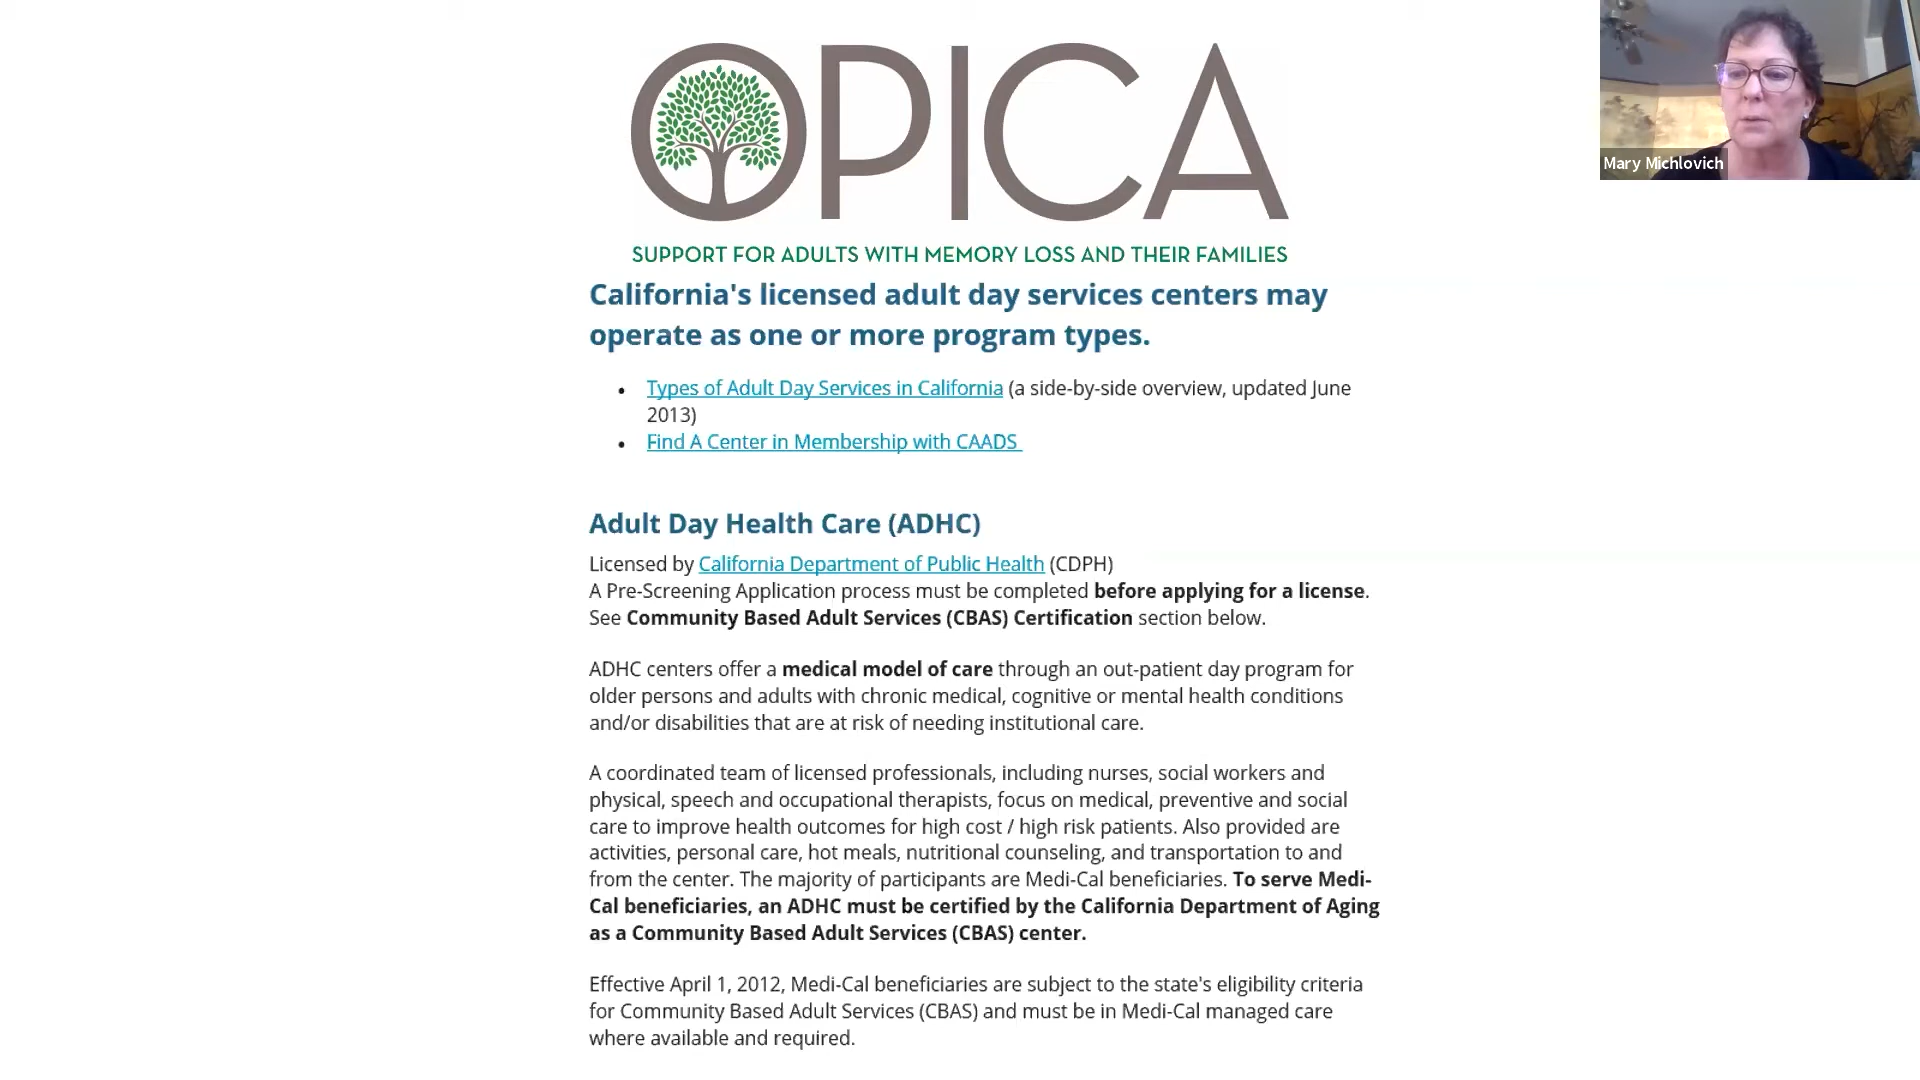 OPICA
SUPPORT FOR ADULTS WITH MEMORY LOSS AND THEIR FAMILIES
Mary Michlovich
California's licensed adult day services centers may
operate as one or more program types.
• Types of Adult Day Services in California (a side-by-side overview, updated June
2013)
• Find A Center in Membership with CAADS
Adult Day Health Care (ADHC)
Licensed by California Department of Public Health (CDPH)
A Pre-Screening Application process must be completed before applying for a license.
See Community Based Adult Services (CBAS) Certification section below.
ADHC centers offer a medical model of care through an out-patient day program for
older persons and adults with chronic medical, cognitive or mental health conditions
and/or disabilities that are at risk of needing institutional care.
A coordinated team of licensed professionals, including nurses, social workers and
physical, speech and occupational therapists, focus on medical, preventive and social
care to improve health outcomes for high cost / high risk patients. Also provided are
activities, personal care, hot meals, nutritional counseling, and transportation to and
from the center. The majority of participants are Medi-Cal beneficiaries. To serve Medi-
Cal beneficiaries, an ADHC must be certified by the California Department of Aging
as a Community Based Adult Services (CBAS) center.
Effective April 1, 2012, Medi-Cal beneficiaries are subject to the state's eligibility criteria
for Community Based Adult Services (CBAS) and must be in Medi-Cal managed care
where available and required.